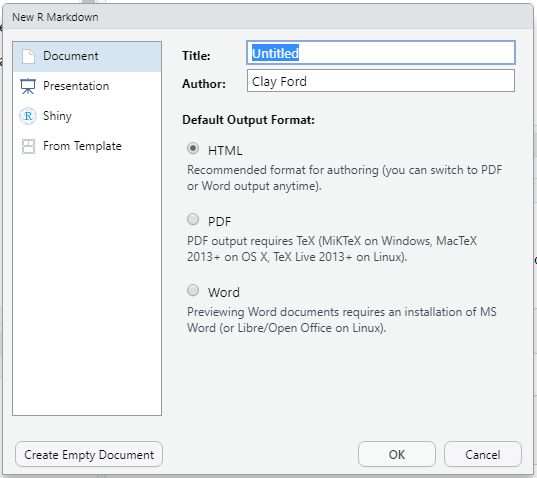 New R Markdown
Document
Presentation
Shiny
From Template
Title:
Untitled
Author:
Clay Ford
Default Output Format:
HTML
Recommended format for authoring (you can switch to PDF
or Word output anytime).
PDF
PDF output requires TeX (MiKTeX on Windows, MacTeX
2013+ on OS X, TeX Live 2013+ on Linux).
Word
Previewing Word documents requires an installation of MS
Word (or Libre/Open Office on Linux).
Create Empty Document
OK
Cancel